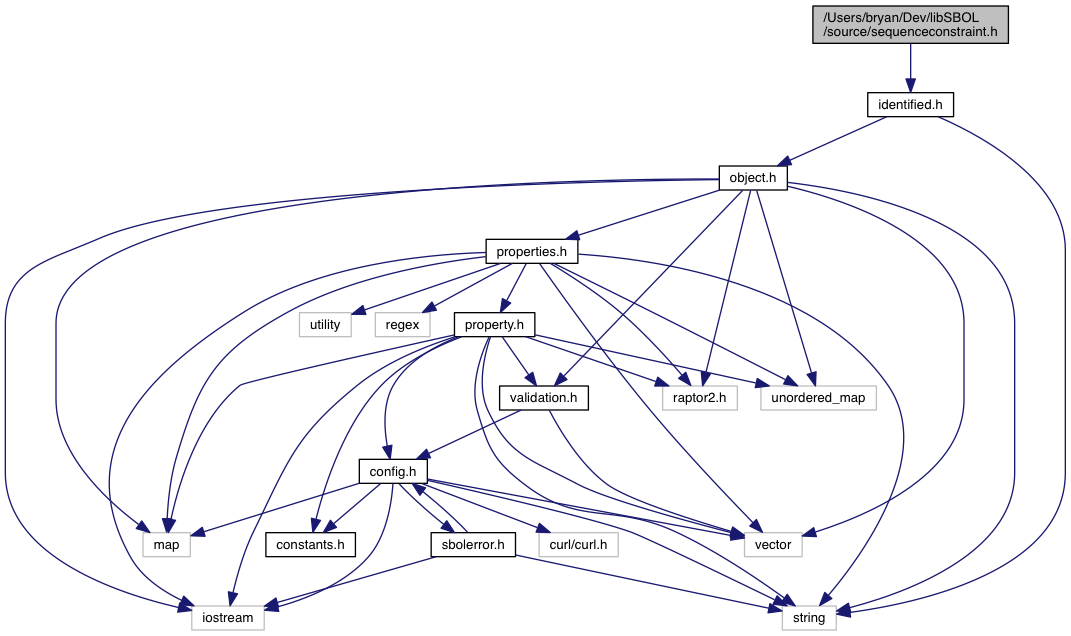 /Users/bryan/Dev/libSBOL
/source/sequenceconstraint.h
identified.h
object.h
properties.h
utility
regex
property.h
validation.h
raptor2.h
unordered_map
config.h
map
constants.h
sbolerror.h
curl/curl.h
vector
iostream
string